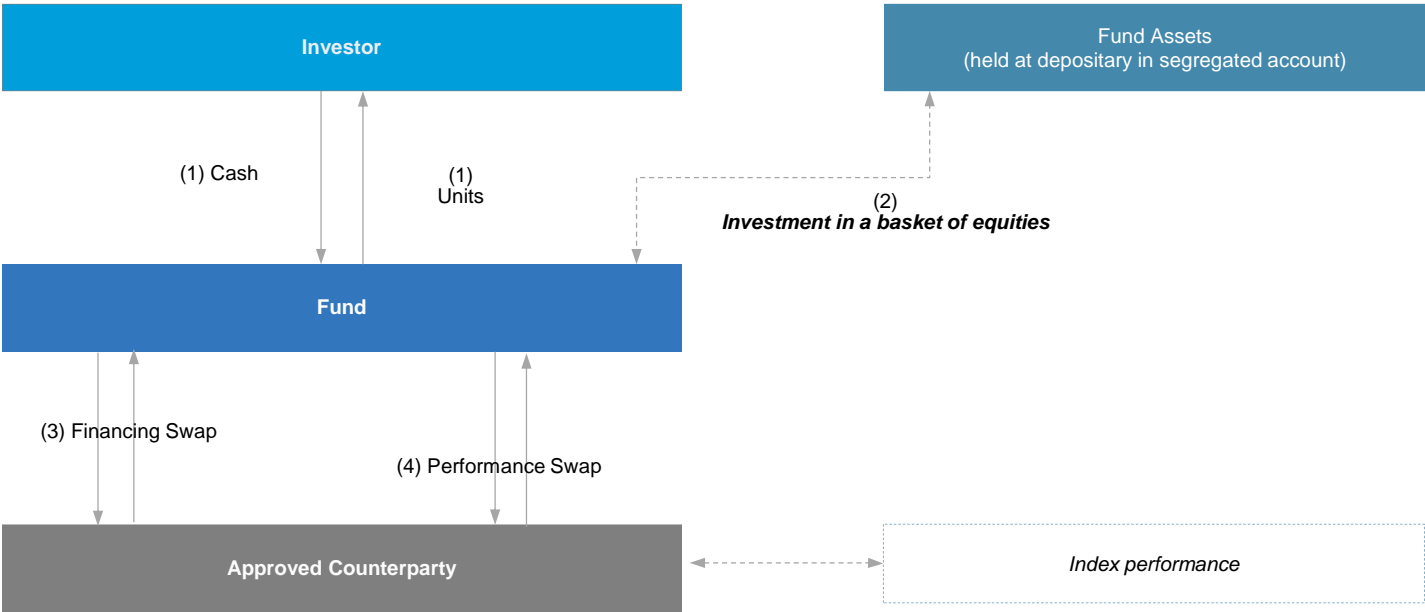 Investor
Fund Assets
(held at depositary in segregated account)
(1) Cash
(1)
Units
(2)
Investment in a basket of equities
Fund
(3) Financing Swap
(4) Performance Swap
Approved Counterparty
Index performance